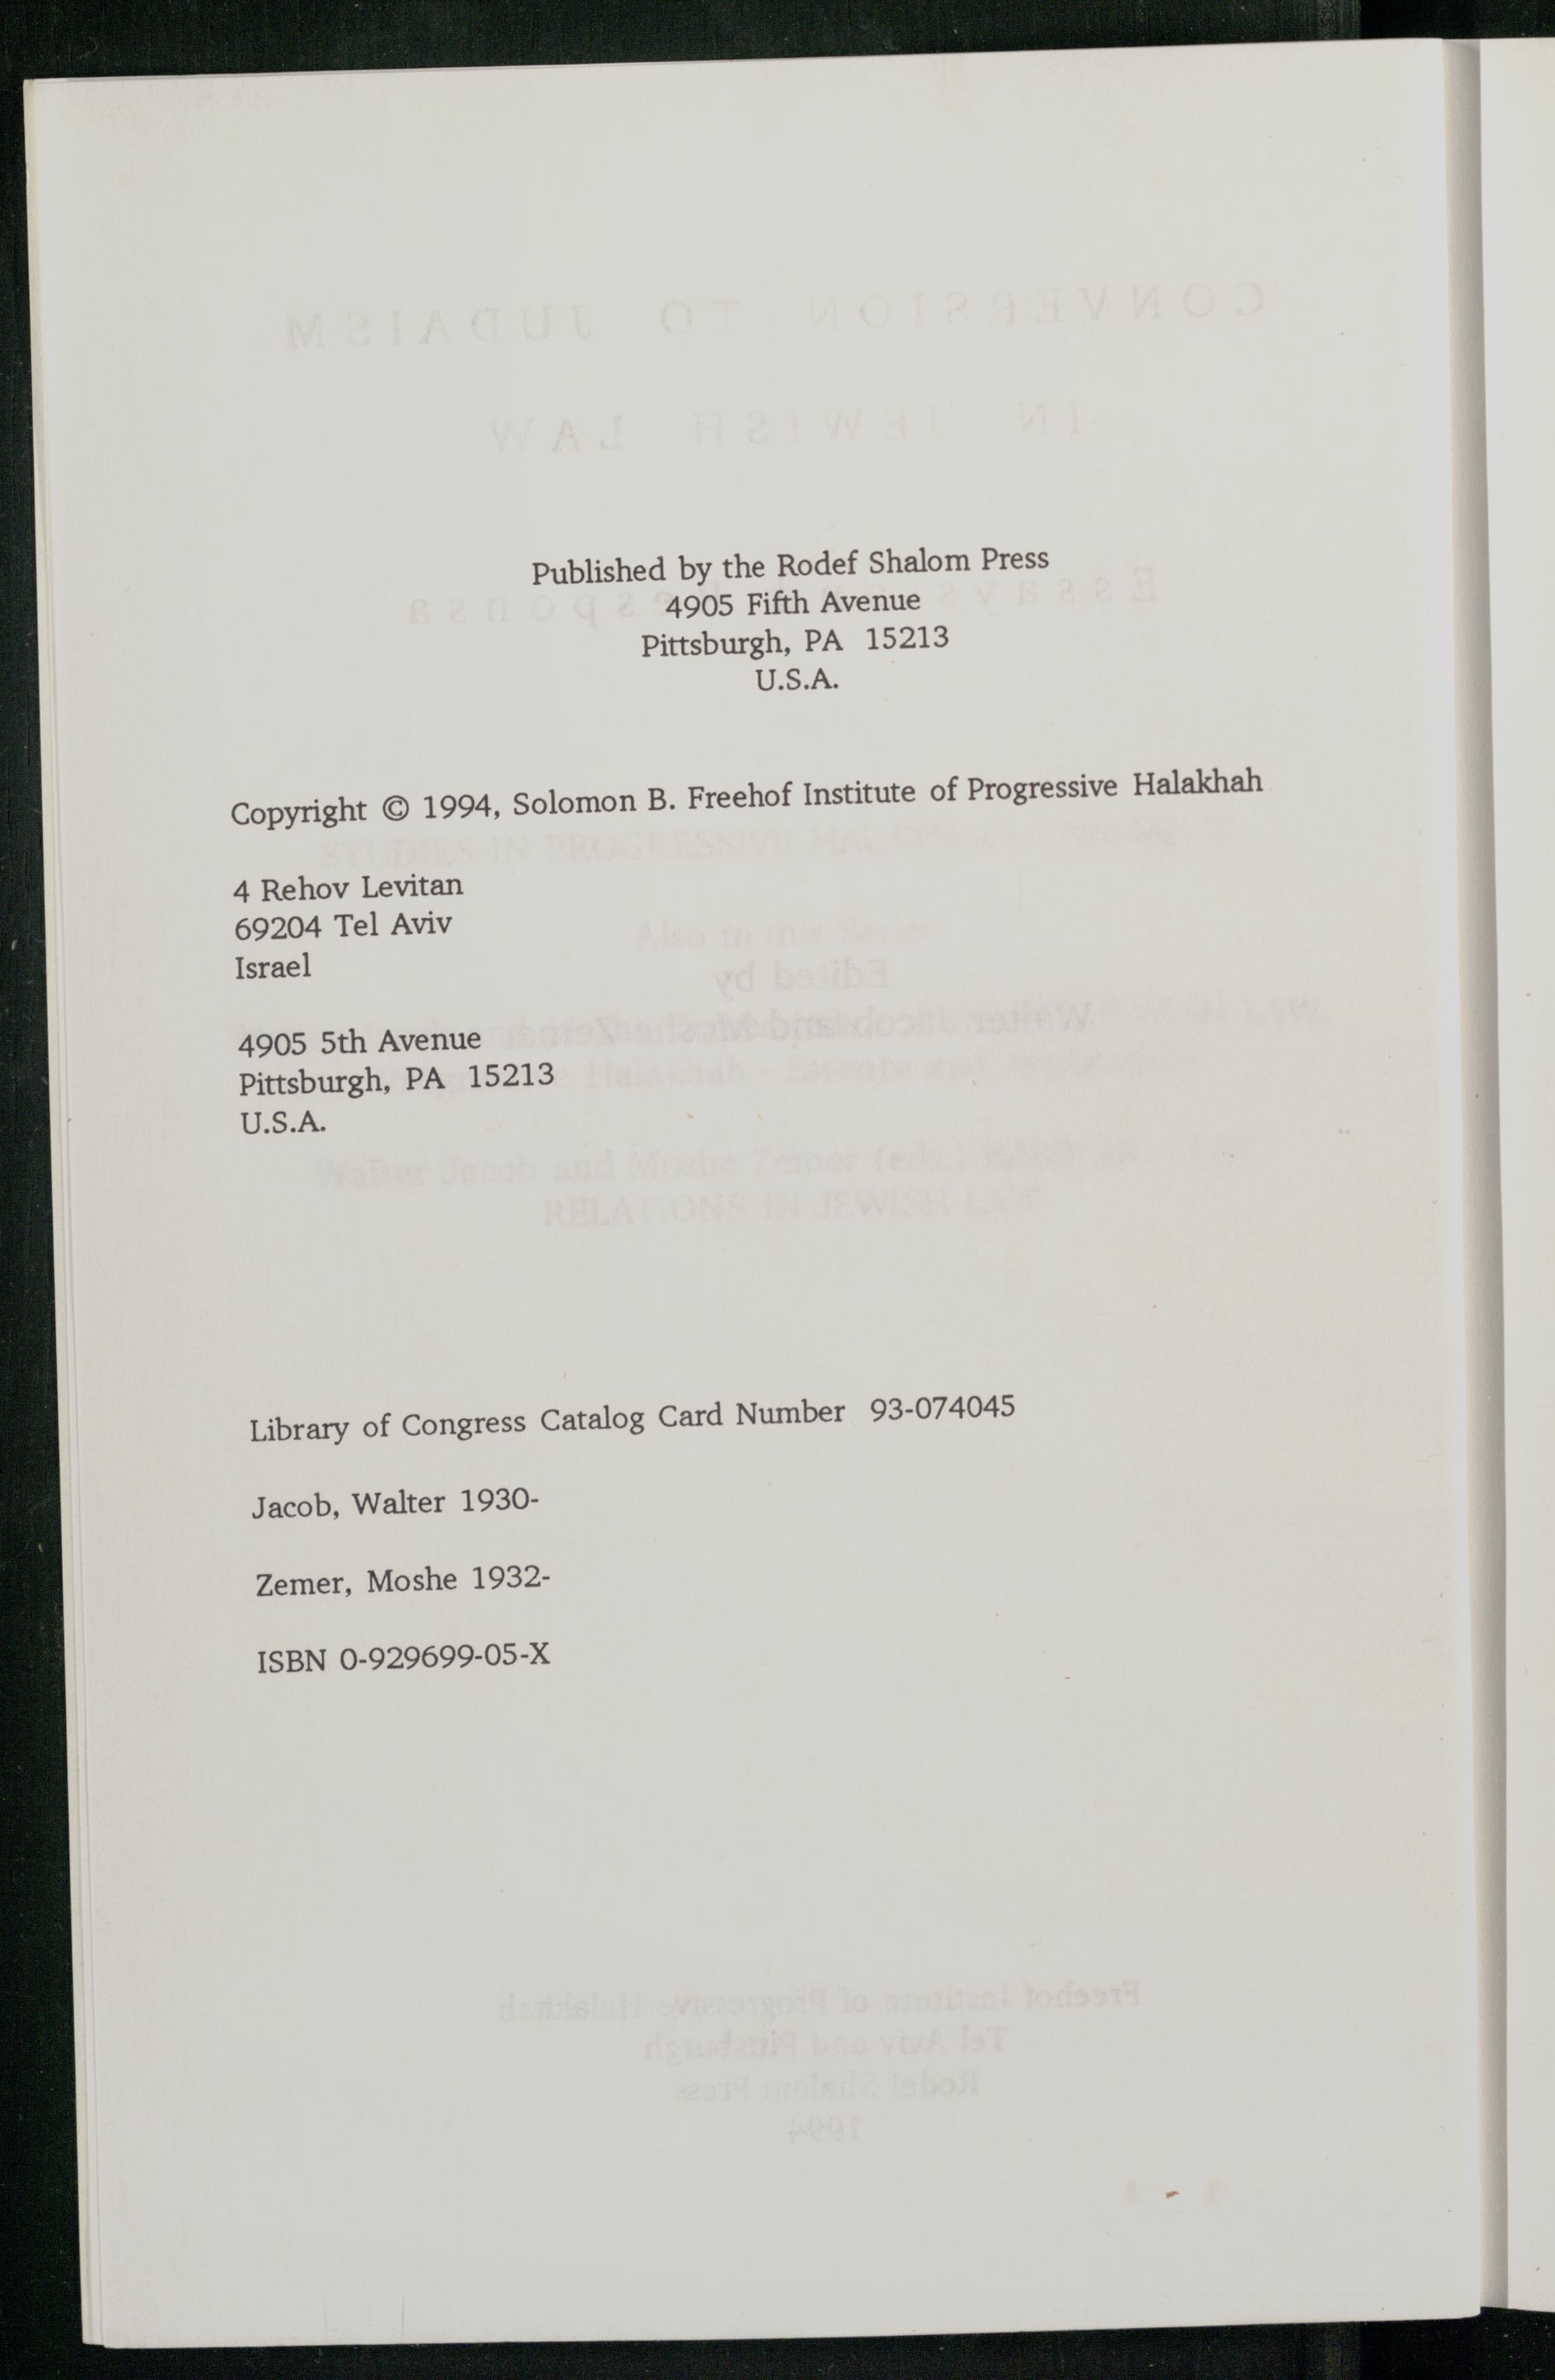 Published by the Rodef Shalom Press
4905 Fifth Avenue
Pittsburgh, PA 15213
U.S.A.
Copyright © 1994, Solomon B. Freehof Institute of Progressive Halakhah
4 Rehov Levitan
69204 Tel Aviv
Israel
4905 5th Avenue
Pittsburgh, PA 15213
U.S.A.
Library of Congress Catalog Card Number 93-074045
Jacob, Walter 1930-
Zemer, Moshe 1932-
ISBN 0-929699-05-X